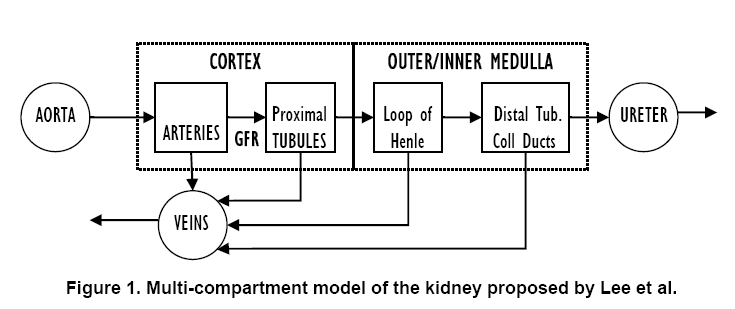 CORTEX
OUTER/INNER MEDULLA
AORTA
ARTERIES
GFR
Proximal
TUBULES
Loop of
Henle
Distal Tub.
Coll Ducts
URETER
VEINS
Figure 1. Multi-compartment model of the kidney proposed by Lee et al.